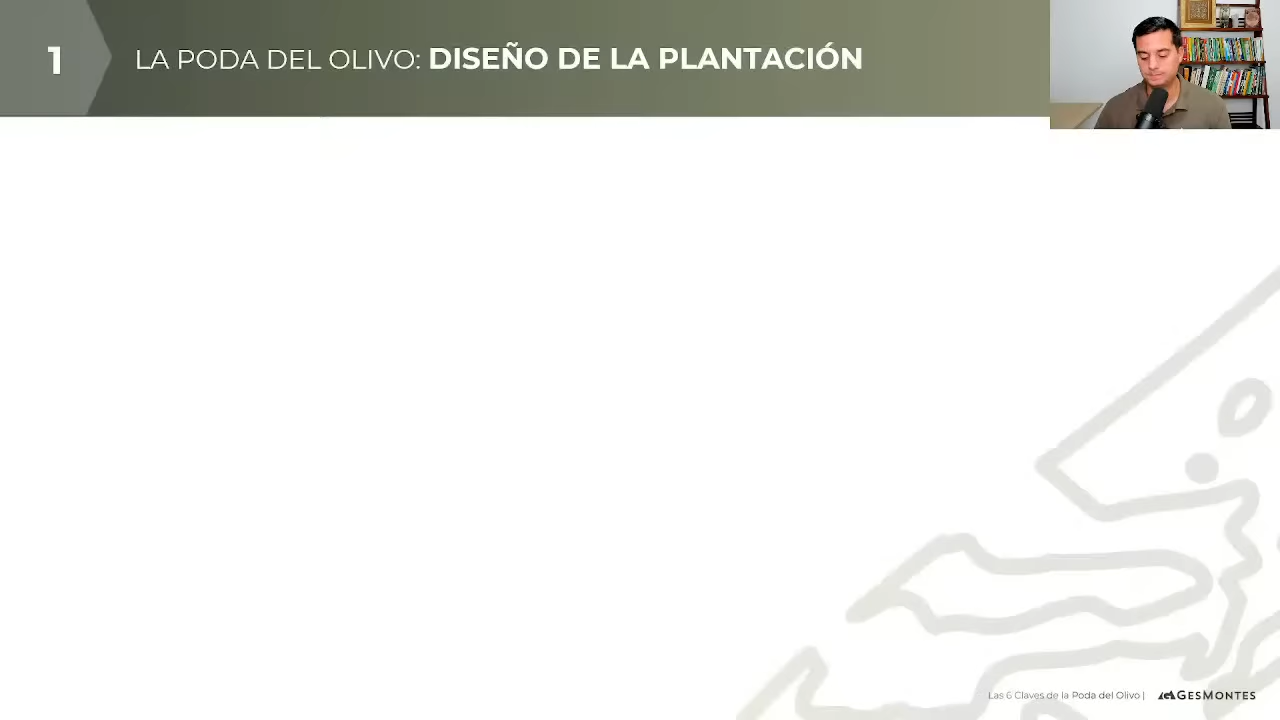 1
LA PODA DEL OLIVO: DISEÑO DE LA PLANTACIÓN
Las 6 Claves de la Poda del Olivo | GESMONTES